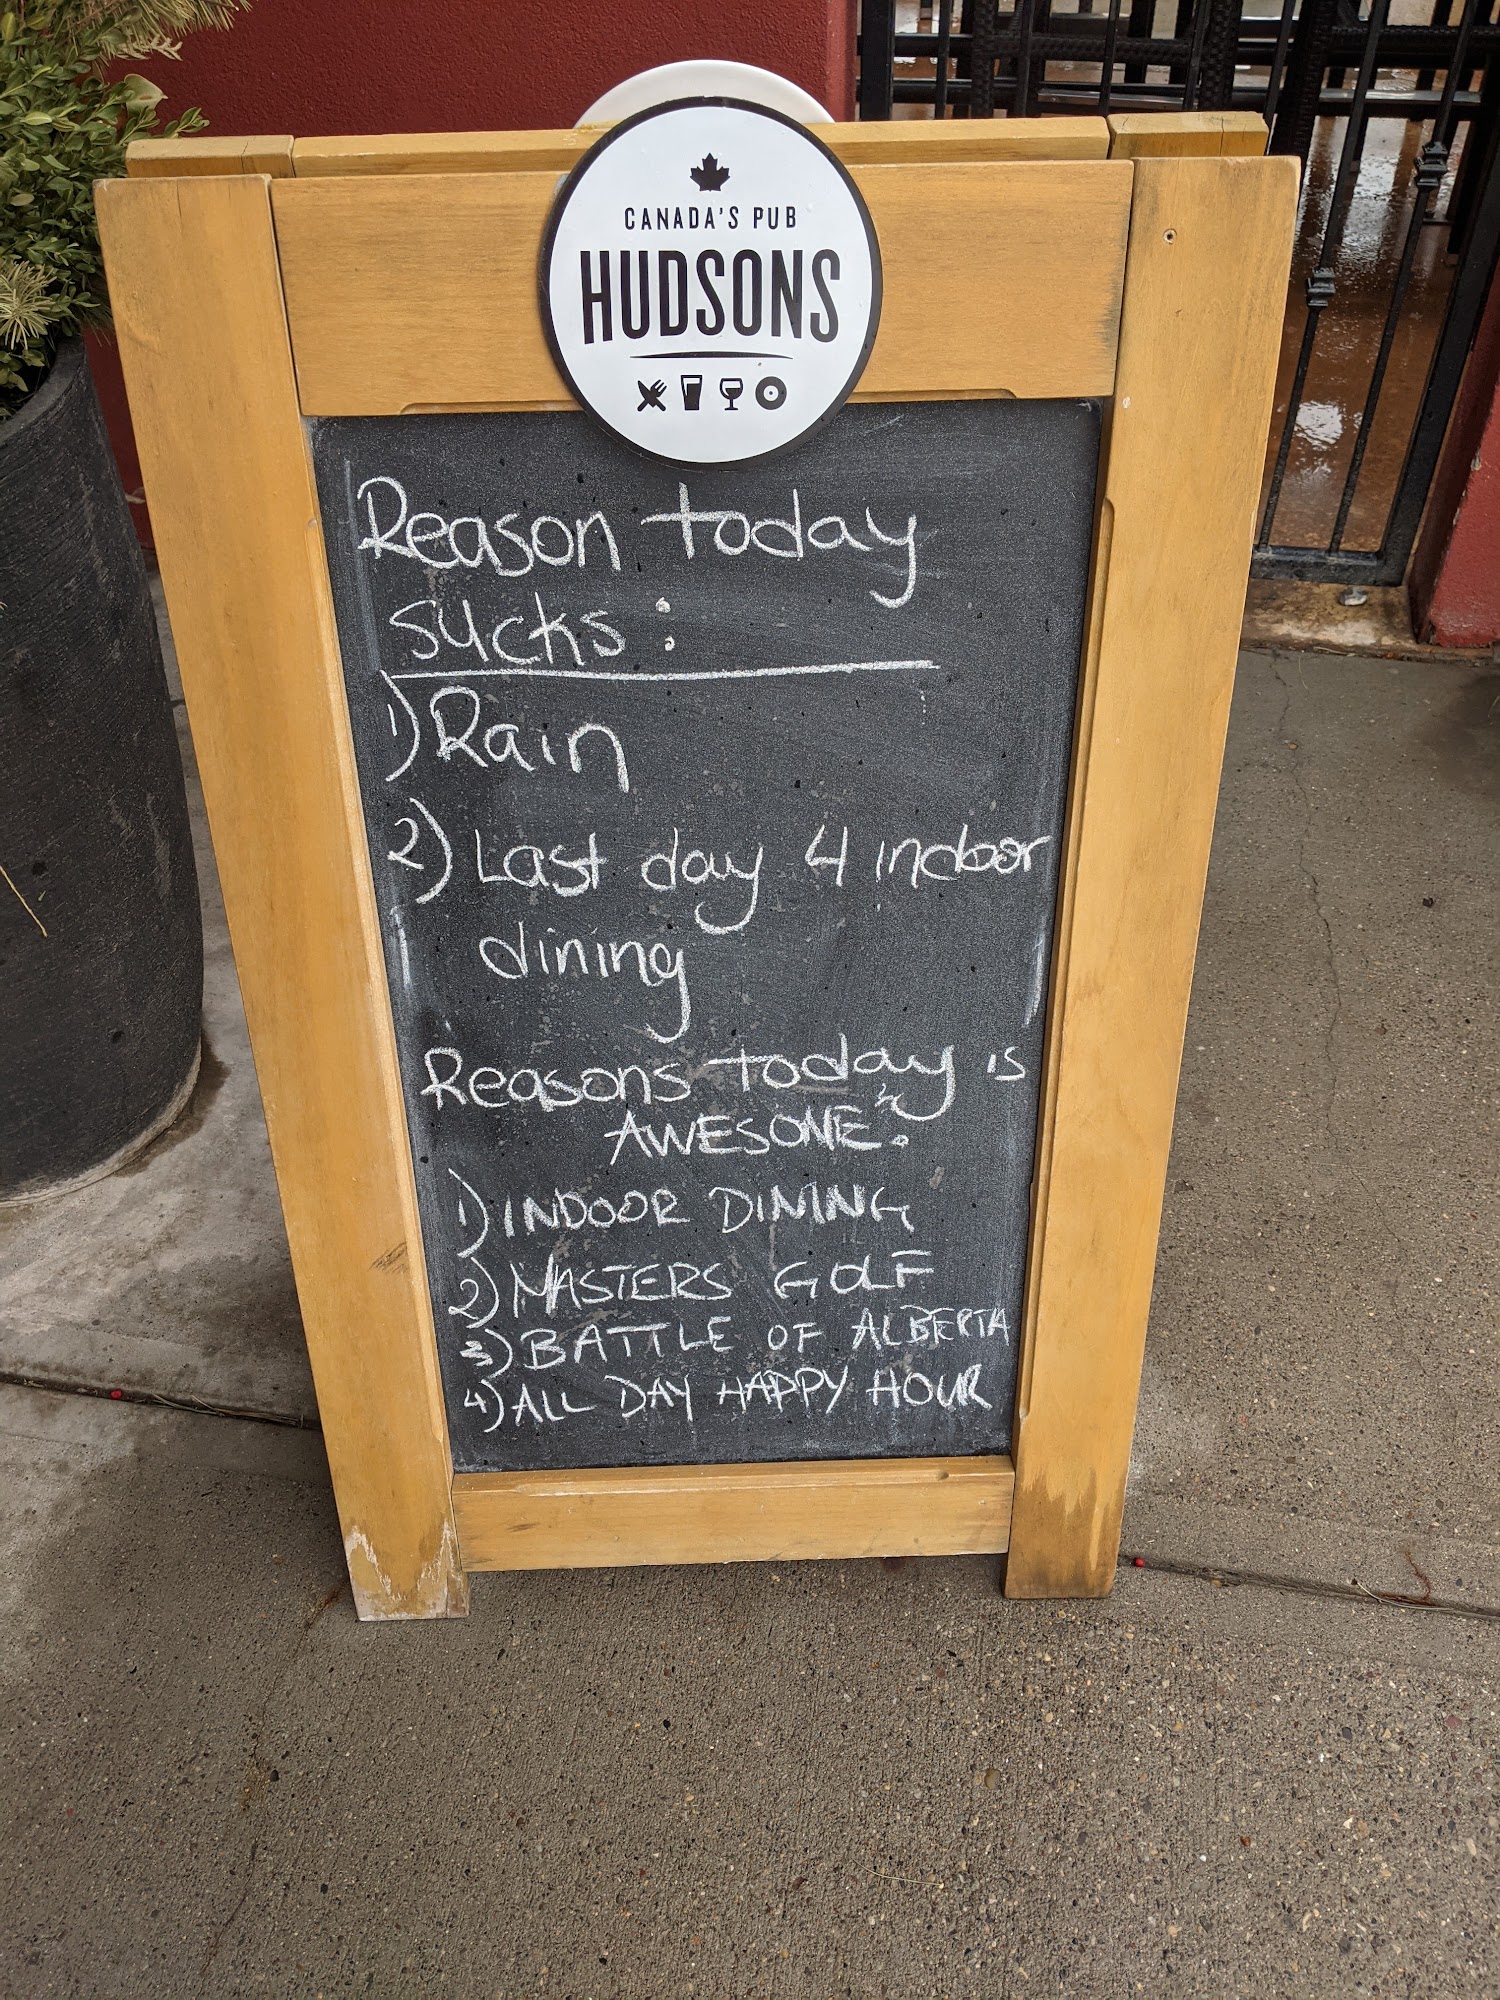 CANADA'S PUB
HUDSONS
Reason today
sucks:
1) Rain
2) Last day 4 indoor
dining
Reasons today is
AWESOME:
1) INDOOR DINING
2) MASTERS GOLF
3) BATTLE OF ALBERTA
4) ALL DAY HAPPY HOUR